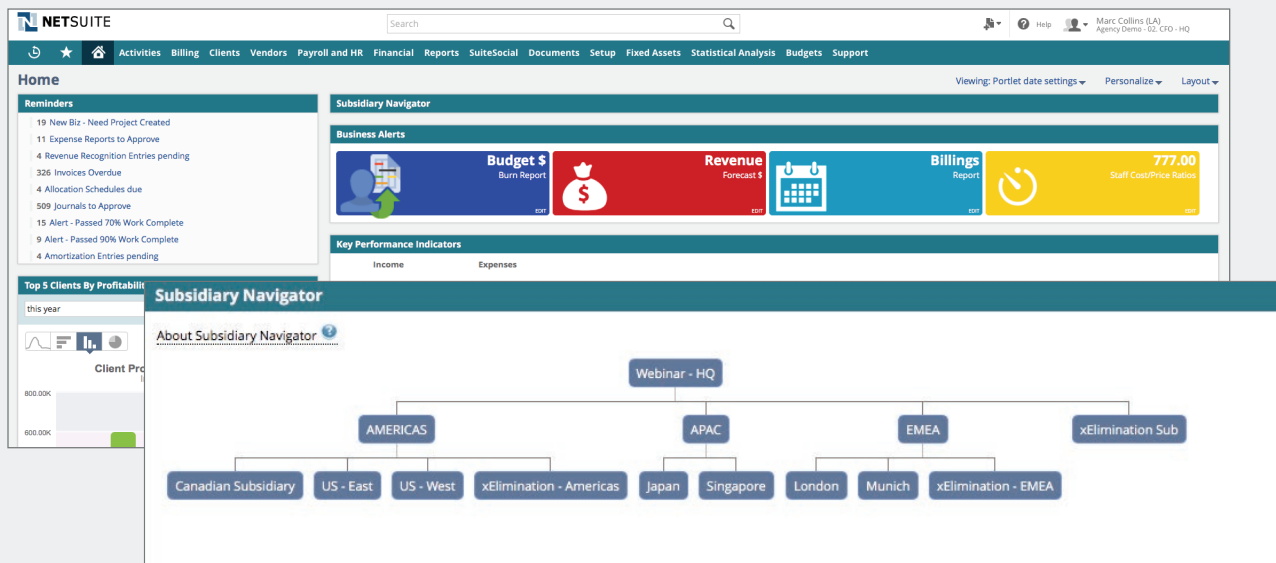 NETSUITE
Search
Help
Marc Collins (LA)
Agency Demo - 02. CFO - HQ
Activities Billing Clients Vendors Payroll and HR Financial Reports SuiteSocial Documents Setup Fixed Assets Statistical Analysis Budgets Support
Home
Viewing: Portlet date settings Personalize Layout
Reminders
19 New Biz - Need Project Created
11 Expense Reports to Approve
4 Revenue Recognition Entries pending
326 Invoices Overdue
4 Allocation Schedules due
509 Journals to Approve
15 Alert - Passed 70% Work Complete
9 Alert - Passed 90% Work Complete
4 Amortization Entries pending
Subsidiary Navigator
Business Alerts
Budget $
Burn Report
EDIT
Revenue
Forecast $
EDIT
Billings
Report
EDIT
777.00
Staff Cost/Price Ratios
EDIT
Key Performance Indicators
Income Expenses
Top 5 Clients By Profitabilit
this year
Client Pro
800.00K
600.00K
Subsidiary Navigator
About Subsidiary Navigator ?
Webinar - HQ
AMERICAS APAC EMEA xElimination Sub
Canadian Subsidiary US - East US - West xElimination - Americas Japan Singapore London Munich xElimination - EMEA